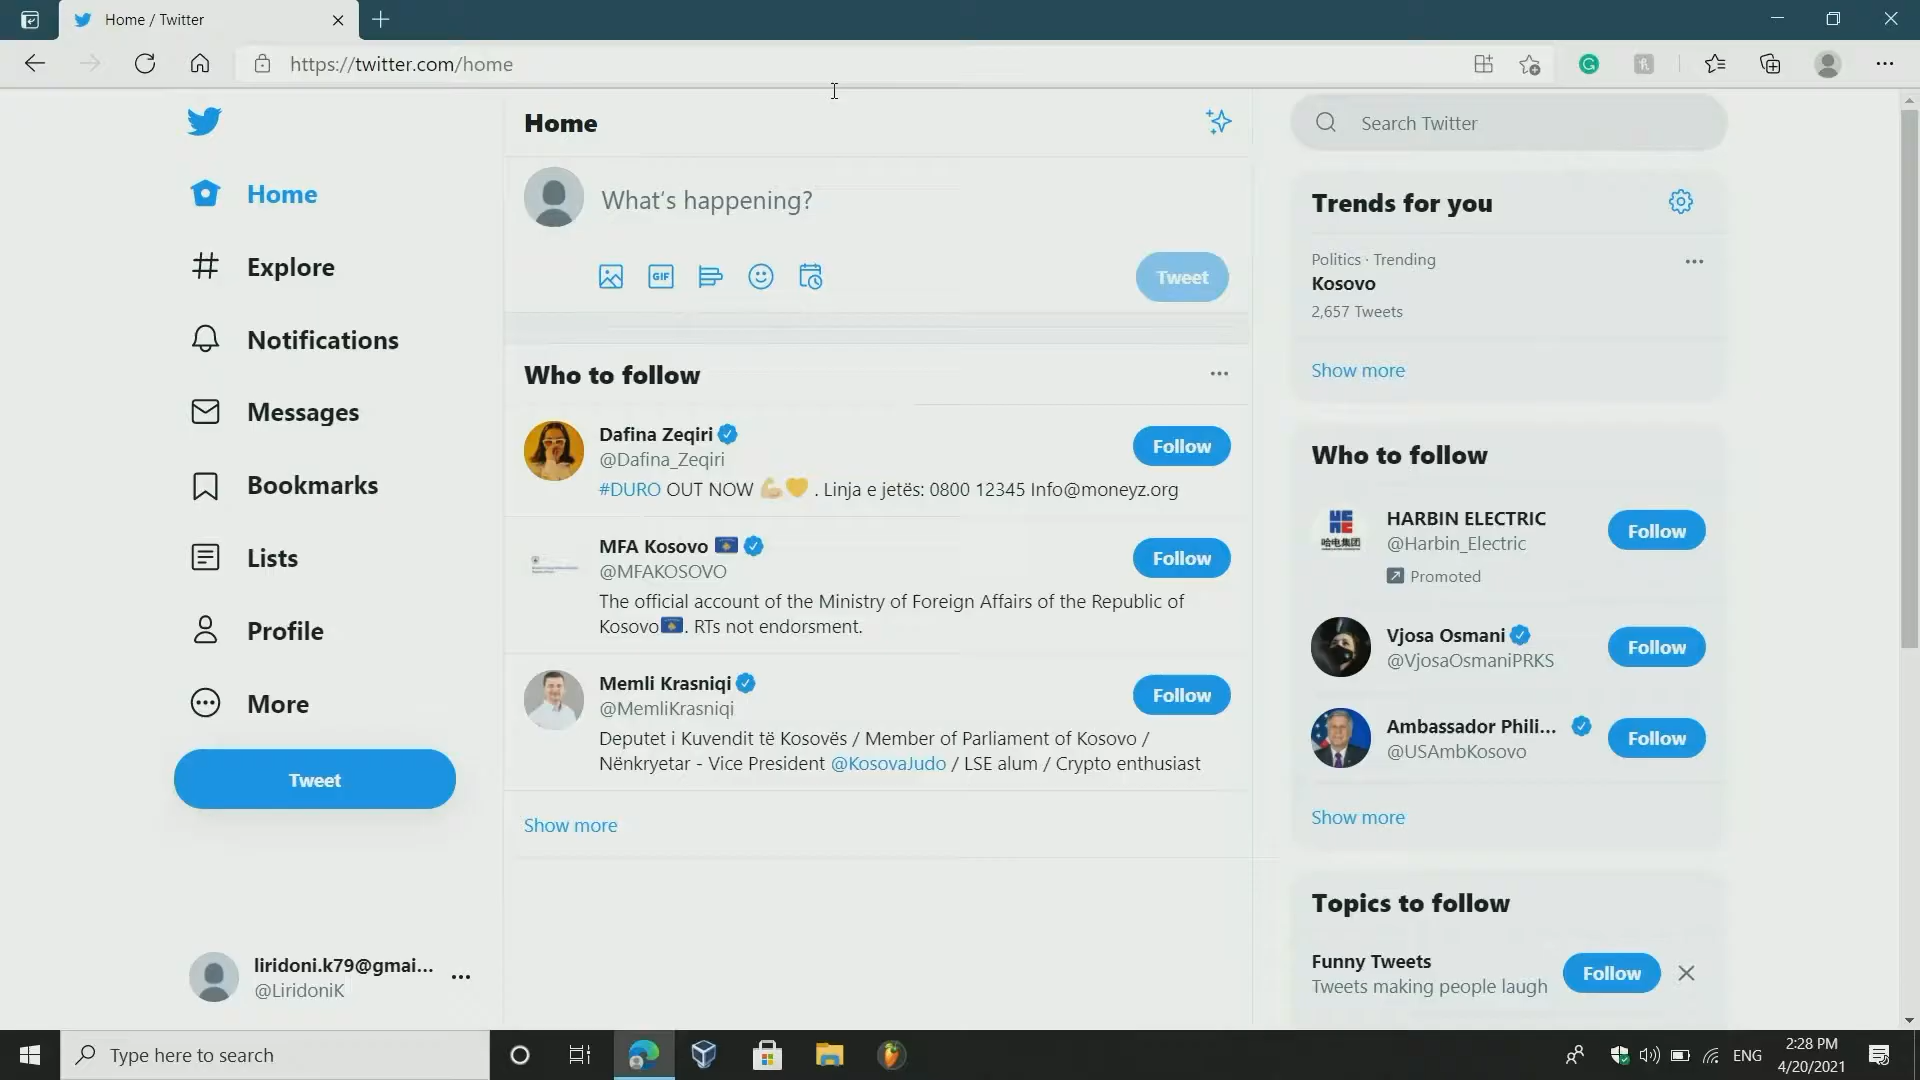 Home / Twitter
https://twitter.com/home
Home
Explore
Notifications
Messages
Bookmarks
Lists
Profile
More
Tweet
liridoni.k79@gmai...
@LiridoniK
Home
What's happening?
GIF
Tweet
Who to follow
Dafina Zeqiri
@Dafina_Zeqiri
Follow
#DURO OUT NOW 💪🏼💛 . Linja e jetës: 0800 12345 Info@moneyz.org
MFA Kosovo 🇽🇰
@MFAKOSOVO
Follow
The official account of the Ministry of Foreign Affairs of the Republic of
Kosovo🇽🇰. RTs not endorsment.
Memli Krasniqi
@MemliKrasniqi
Follow
Deputet i Kuvendit të Kosovës / Member of Parliament of Kosovo /
Nënkryetar - Vice President @KosovaJudo / LSE alum / Crypto enthusiast
Show more
Search Twitter
Trends for you
Politics · Trending
Kosovo
2,657 Tweets
Show more
Who to follow
哈电集团
HARBIN ELECTRIC
@Harbin_Electric
Promoted
Follow
Vjosa Osmani
@VjosaOsmaniPRKS
Follow
Ambassador Phili...
@USAmbKosovo
Follow
Show more
Topics to follow
Funny Tweets
Tweets making people laugh
Follow
Type here to search
ENG
2:28 PM
4/20/2021